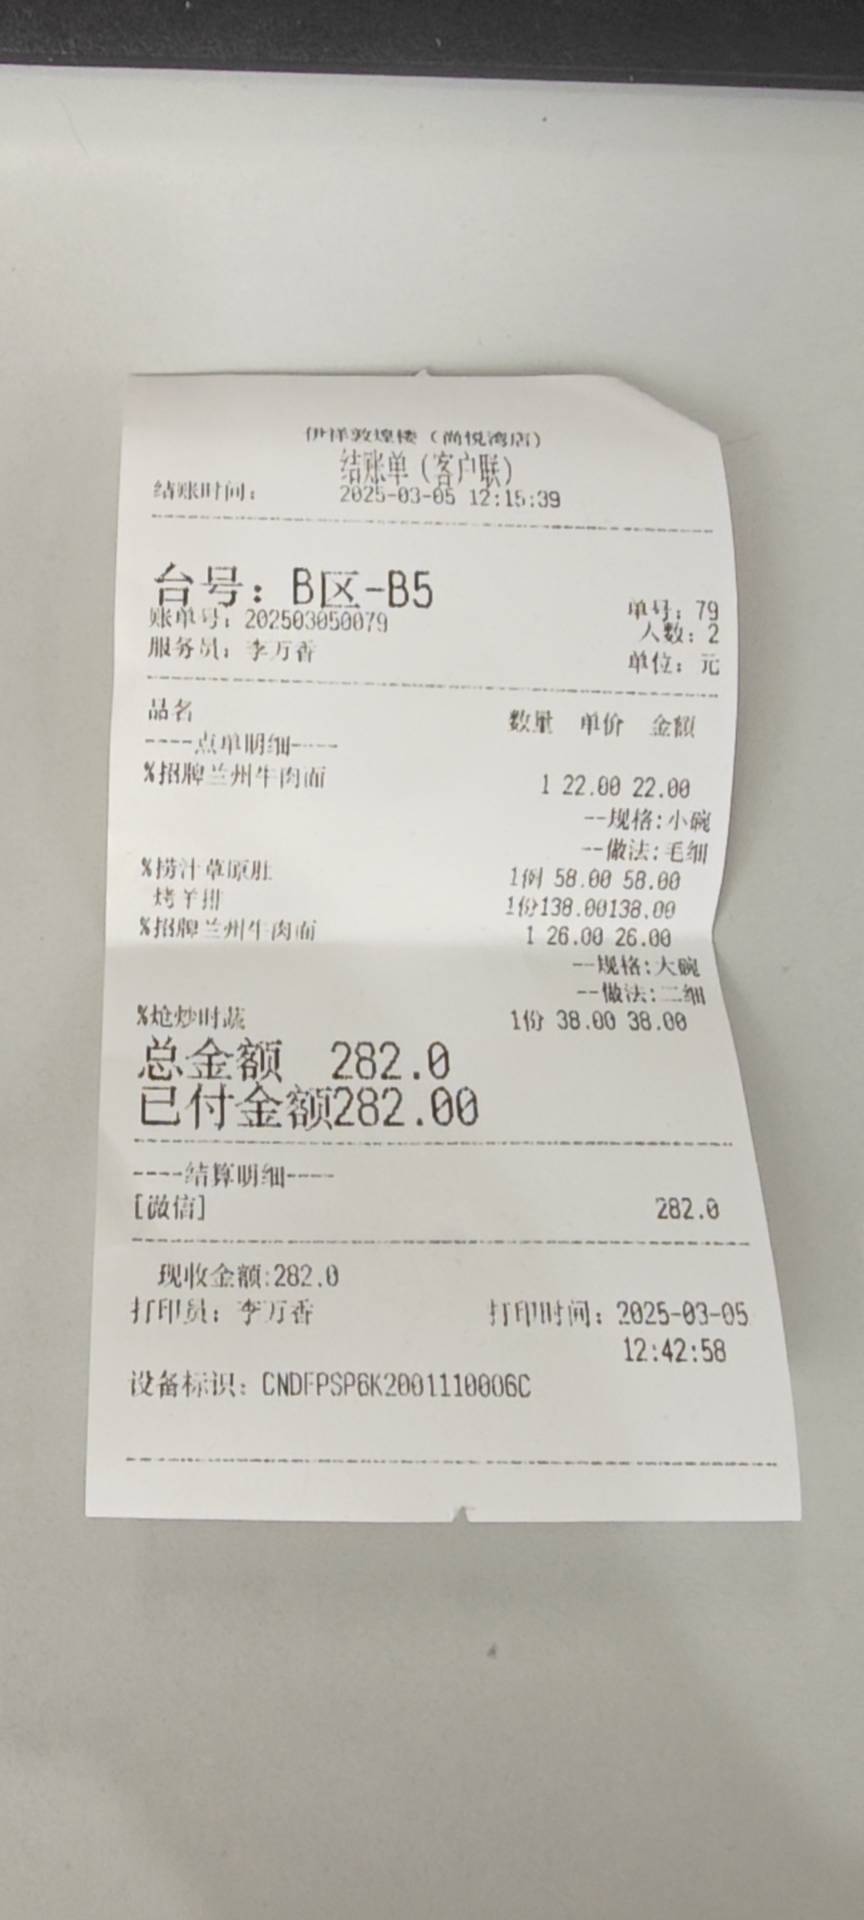 伊祥敦煌楼（尚悦湾店）
结账单（客户联）
结账时间： 2025-03-05 12:15:39
台号：B区-B5
账单号：202503050079 单号：79
人数：2
服务员：李万香 单位：元
品名 数量 单价 金额
----点单明细----
%招牌兰州牛肉面 1 22.00 22.00
--规格:小碗
--做法:毛细
%捞汁草原肚 1例 58.00 58.00
烤羊排 1份138.00138.00
%招牌兰州牛肉面 1 26.00 26.00
--规格:大碗
--做法:二细
%炝炒时蔬 1份 38.00 38.00
总金额 282.0
已付金额282.00
----结算明细----
[微信] 282.0
现收金额:282.0
打印员：李万香 打印时间：2025-03-05
12:42:58
设备标识：CNDFPSP6K2001110006C